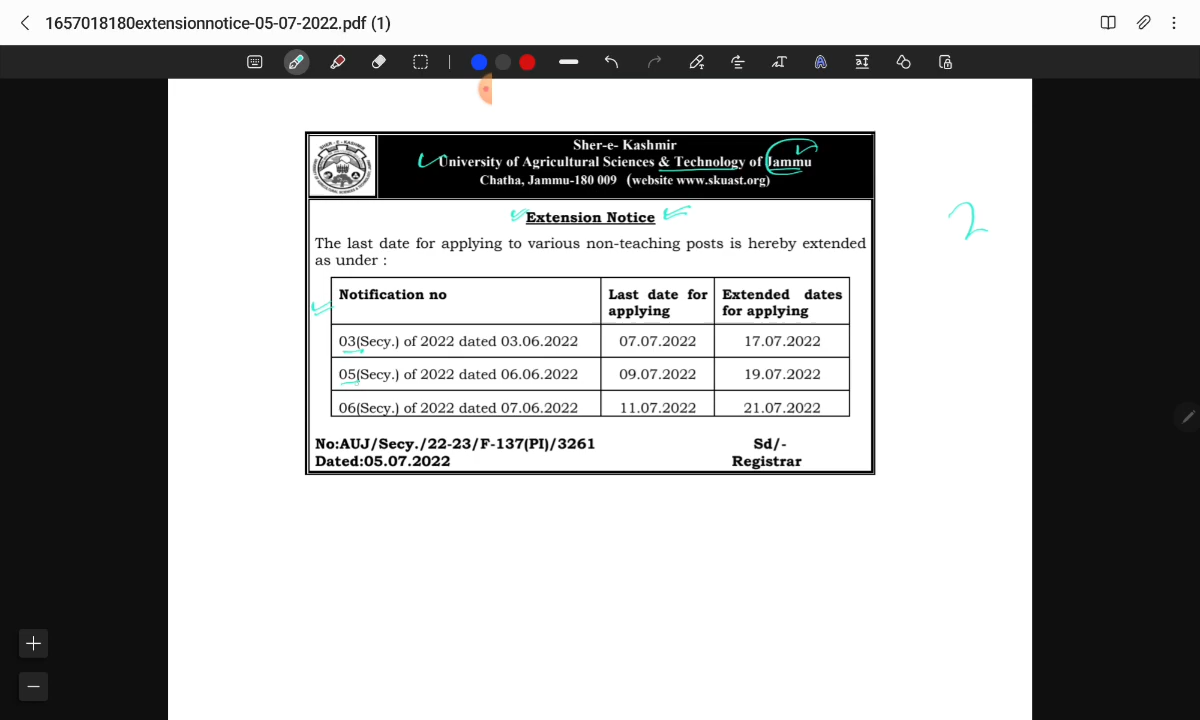 1657018180extensionnotice-05-07-2022.pdf (1)
Sher-e- Kashmir
University of Agricultural Sciences & Technology of Jammu
Chatha, Jammu-180 009 (website www.skuast.org)
Extension Notice
2
The last date for applying to various non-teaching posts is hereby extended
as under :
Notification no Last date for applying Extended dates for applying
03(Secy.) of 2022 dated 03.06.2022 07.07.2022 17.07.2022
05(Secy.) of 2022 dated 06.06.2022 09.07.2022 19.07.2022
06(Secy.) of 2022 dated 07.06.2022 11.07.2022 21.07.2022
No:AUJ/Secy./22-23/F-137(PI)/3261 Sd/-
Dated:05.07.2022 Registrar